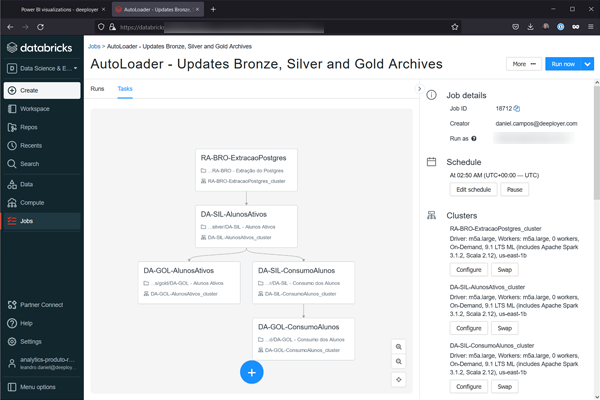 Power BI visualizations - deeployer
AutoLoader - Updates Bronze, S
https://databricks
databricks
Data Science & E...
Create
Workspace
Repos
Recents
Search
Data
Compute
Jobs
Partner Connect
Help
Settings
analytics-produto-r...
leandro daniel@deeploy...
Menu options
Jobs > AutoLoader - Updates Bronze, Silver and Gold Archives
AutoLoader - Updates Bronze, Silver and Gold Archives
More
Run now
Runs
Tasks
RA-BRO-ExtracaoPostgres
...RA-BRO - Extração do Postgres
RA-BRO-ExtracaoPostgres_cluster
DA-SIL-AlunosAtivos
...silver/DA-SIL - Alunos Ativos
DA-SIL-AlunosAtivos_cluster
DA-GOL-AlunosAtivos
...s/gold/DA-GOL - Alunos Ativos
DA-GOL-AlunosAtivos_cluster
DA-SIL-ConsumoAlunos
...r/DA-SIL - Consumo dos Alunos
DA-SIL-ConsumoAlunos_cluster
DA-GOL-ConsumoAlunos
...d/DA-GOL - Consumo dos Alunos
DA-GOL-ConsumoAlunos_cluster
Job details
Job ID
18712
Creator
daniel.campos@deeployer.com
Run as
Schedule
At 02:50 AM (UTC+00:00 — UTC)
Edit schedule
Pause
Clusters
RA-BRO-ExtracaoPostgres_cluster
Driver: m5a.large, Workers: m5a.large, 0 workers,
On-Demand, 9.1 LTS ML (includes Apache Spark
3.1.2, Scala 2.12), us-east-1b
Configure
Swap
DA-SIL-AlunosAtivos_cluster
Driver: m5a.large, Workers: m5a.large, 0 workers,
On-Demand, 9.1 LTS ML (includes Apache Spark
3.1.2, Scala 2.12), us-east-1b
Configure
Swap
DA-SIL-ConsumoAlunos_cluster
Driver: m5a.large, Workers: m5a.large, 0 workers,
On-Demand, 9.1 LTS ML (includes Apache Spark
3.1.2, Scala 2.12), us-east-1b
Configure
Swap